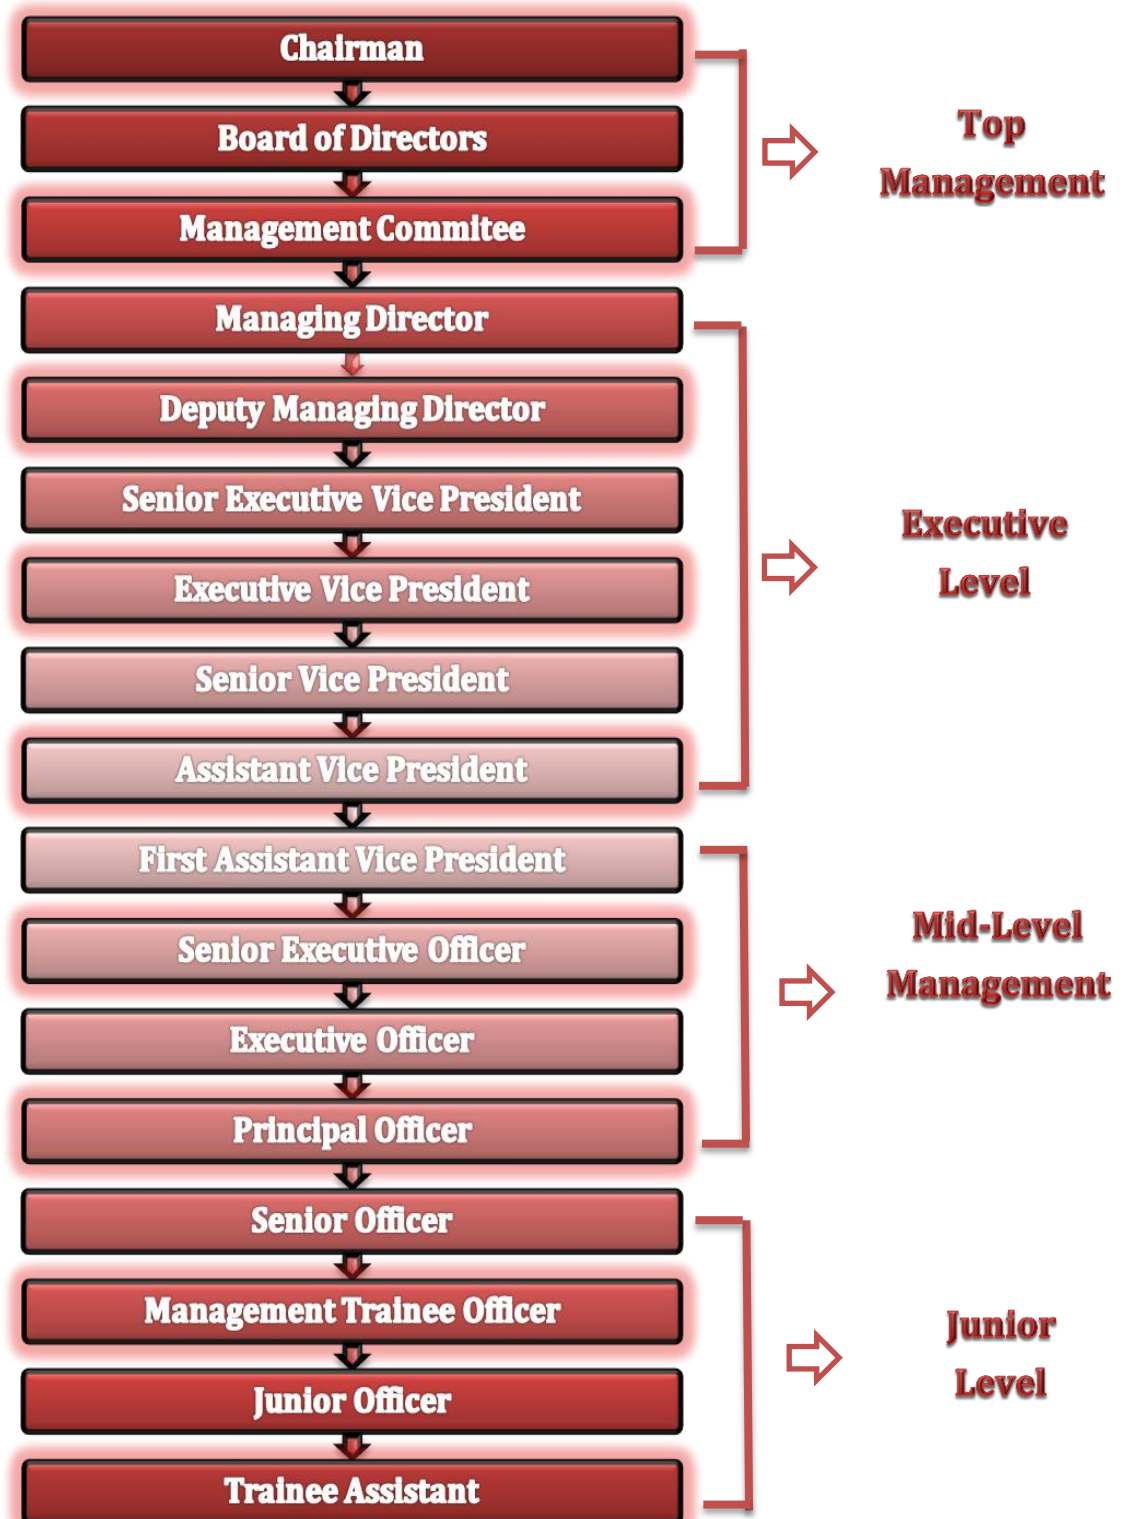 Chairman
Board of Directors
Management Commitee
Managing Director
Deputy Managing Director
Senior Executive Vice President
Executive Vice President
Senior Vice President
Assistant Vice President
First Assistant Vice President
Senior Executive Officer
Executive Officer
Principal Officer
Senior Officer
Management Trainee Officer
Junior Officer
Trainee Assistant
Top
Management
Executive
Level
Mid-Level
Management
Junior
Level